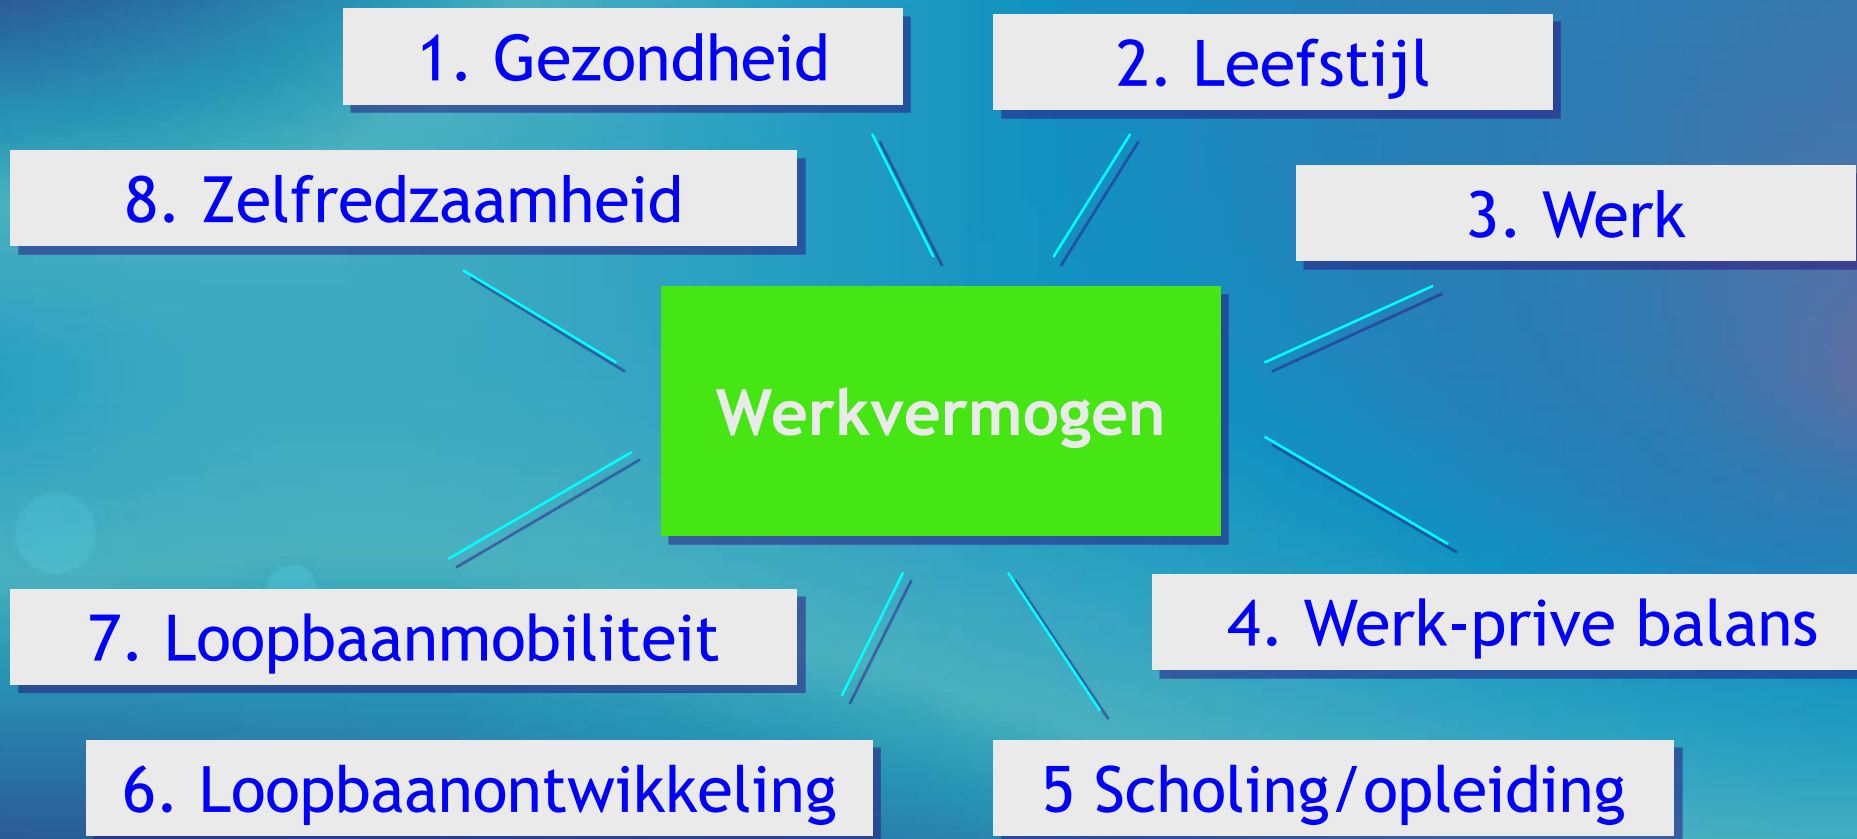 1. Gezondheid
2. Leefstijl
8. Zelfredzaamheid
3. Werk
Werkvermogen
7. Loopbaanmobiliteit
4. Werk-prive balans
6. Loopbaanontwikkeling
5 Scholing/opleiding